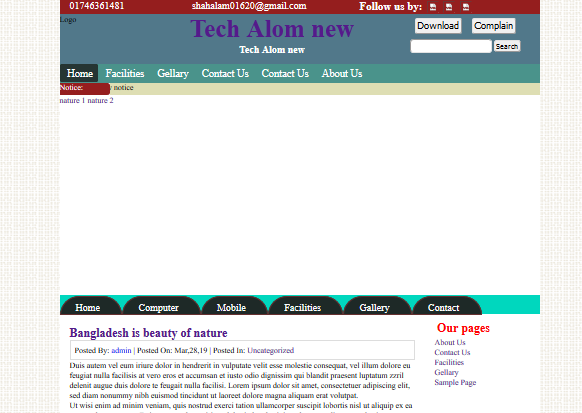 01746361481 shahalam01620@gmail.com Follow us by:
Logo
Tech Alom new
Tech Alom new
Download Complain
Search
Home Facilities Gellary Contact Us Contact Us About Us
Notice: notice
nature 1 nature 2
Home Computer Mobile Facilities Gellary Contact
Bangladesh is beauty of nature
Posted By: admin | Posted On: Mar,28,19 | Posted In: Uncategorized
Duis autem vel eum iriure dolor in hendrerit in vulputate velit esse molestie consequat, vel illum dolore eu
feugiat nulla facilisis at vero eros et accumsan et iusto odio dignissim qui blandit praesent luptatum zzril
delenit augue duis dolore te feugait nulla facilisi. Lorem ipsum dolor sit amet, consectetuer adipiscing elit,
sed diam nonummy nibh euismod tincidunt ut laoreet dolore magna aliquam erat volutpat.
Ut wisi enim ad minim veniam, quis nostrud exerci tation ullamcorper suscipit lobortis nisl ut aliquip ex ea
Our pages
About Us
Contact Us
Facilities
Gellary
Sample Page